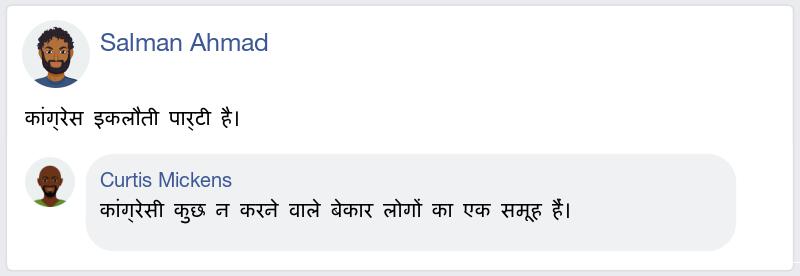 Salman Ahmad
कांग्रेस इकलौती पार्टी है।
Curtis Mickens
कांग्रेसी कुछ न करने वाले बेकार लोगों का एक समूह हैं।